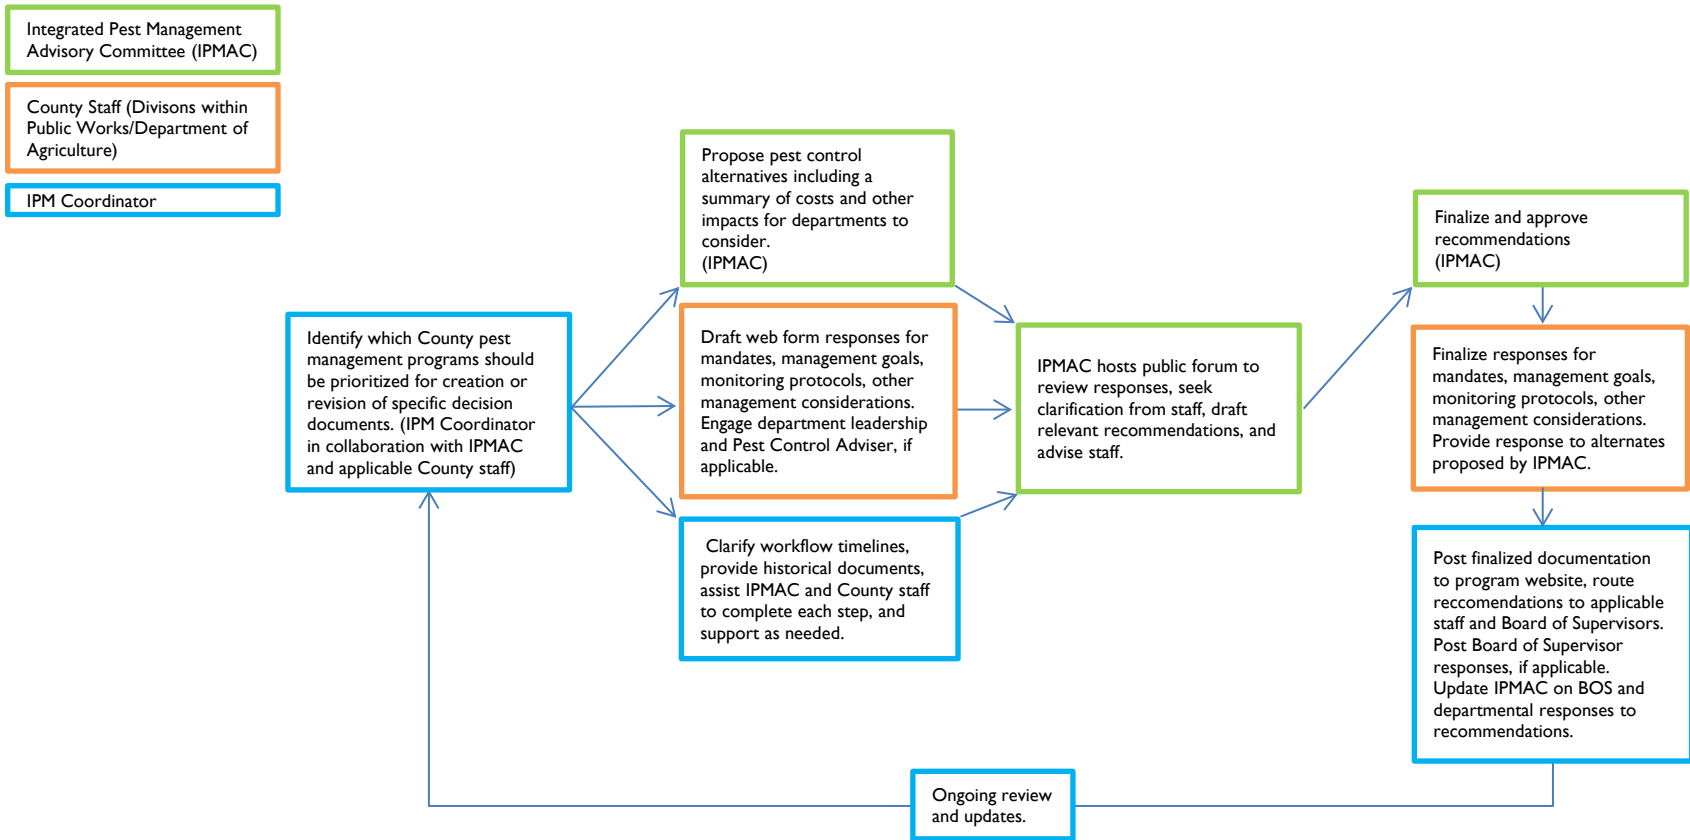 Integrated Pest Management
Advisory Committee (IPMAC)
County Staff (Divisons within
Public Works/Department of
Agriculture)
IPM Coordinator
Identify which County pest
management programs should
be prioritized for creation or
revision of specific decision
documents. (IPM Coordinator
in collaboration with IPMAC
and applicable County staff)
Propose pest control
alternatives including a
summary of costs and other
impacts for departments to
consider.
(IPMAC)
Draft web form responses for
mandates, management goals,
monitoring protocols, other
management considerations.
Engage department leadership
and Pest Control Adviser, if
applicable.
Clarify workflow timelines,
provide historical documents,
assist IPMAC and County staff
to complete each step, and
support as needed.
IPMAC hosts public forum to
review responses, seek
clarification from staff, draft
relevant recommendations, and
advise staff.
Finalize and approve
recommendations
(IPMAC)
Finalize responses for
mandates, management goals,
monitoring protocols, other
management considerations.
Provide response to alternates
proposed by IPMAC.
Post finalized documentation
to program website, route
reccomendations to applicable
staff and Board of Supervisors.
Post Board of Supervisor
responses, if applicable.
Update IPMAC on BOS and
departmental responses to
recommendations.
Ongoing review
and updates.